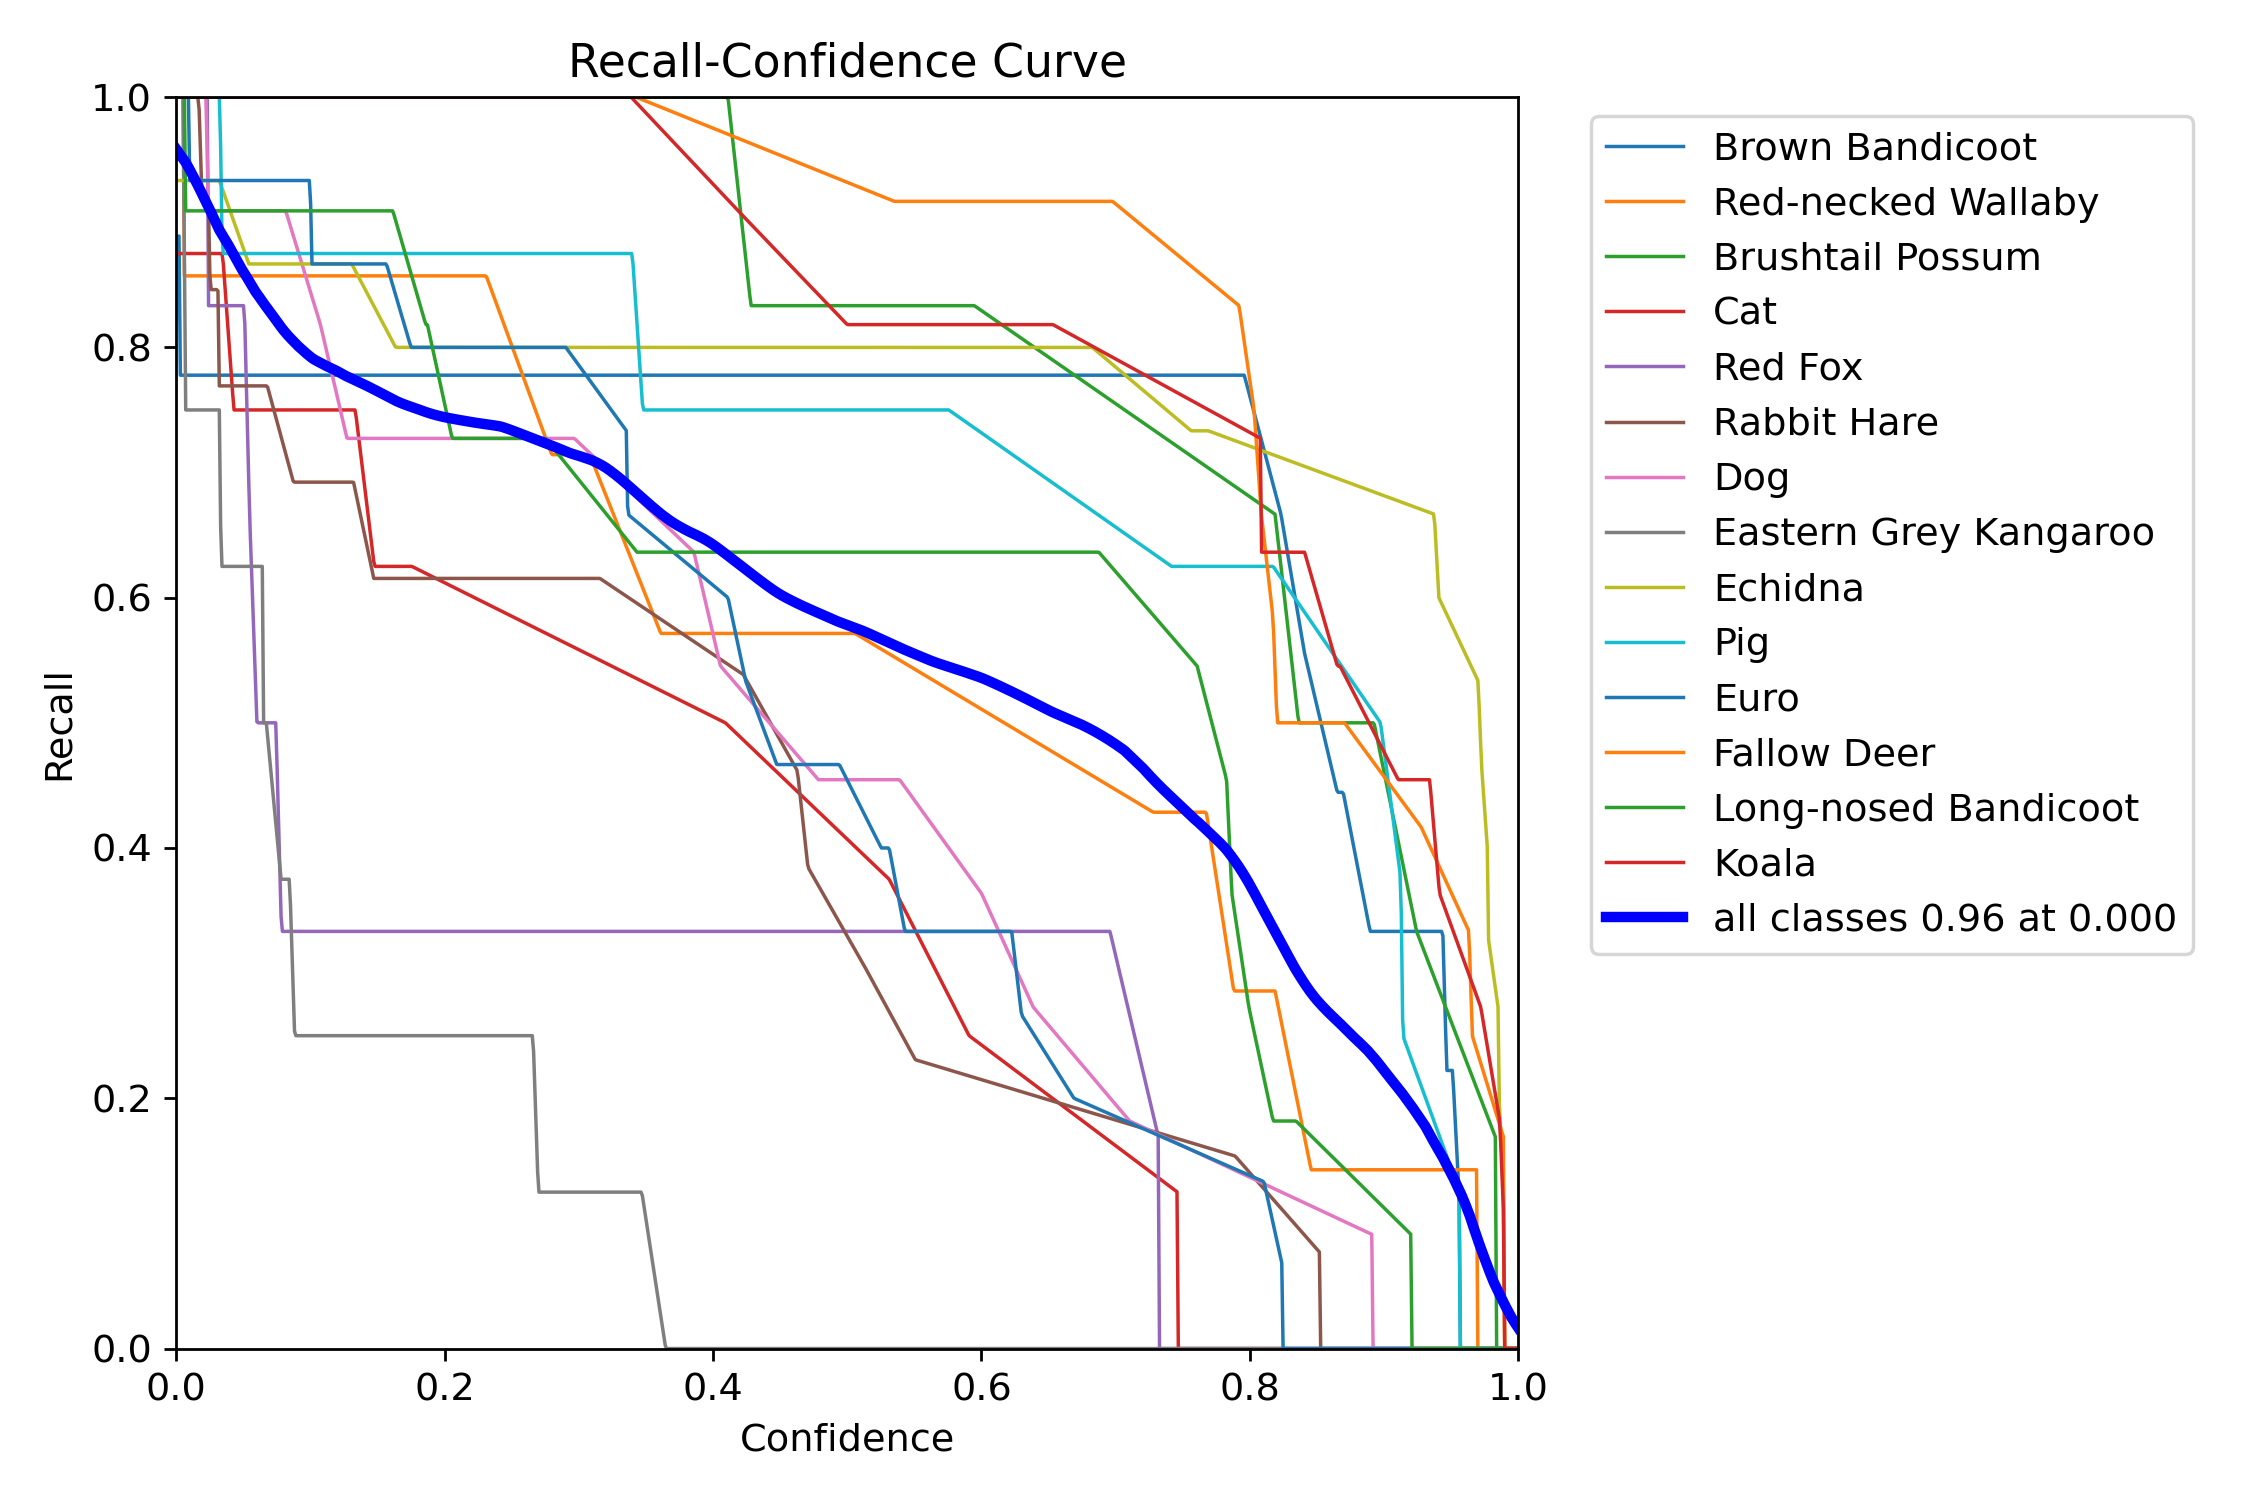 Recall-Confidence Curve
1.0
0.8
0.6
0.4
0.2
0.0
Recall
0.0 0.2 0.4 0.6 0.8 1.0
Confidence
Brown Bandicoot
Red-necked Wallaby
Brushtail Possum
Cat
Red Fox
Rabbit Hare
Dog
Eastern Grey Kangaroo
Echidna
Pig
Euro
Fallow Deer
Long-nosed Bandicoot
Koala
all classes 0.96 at 0.000